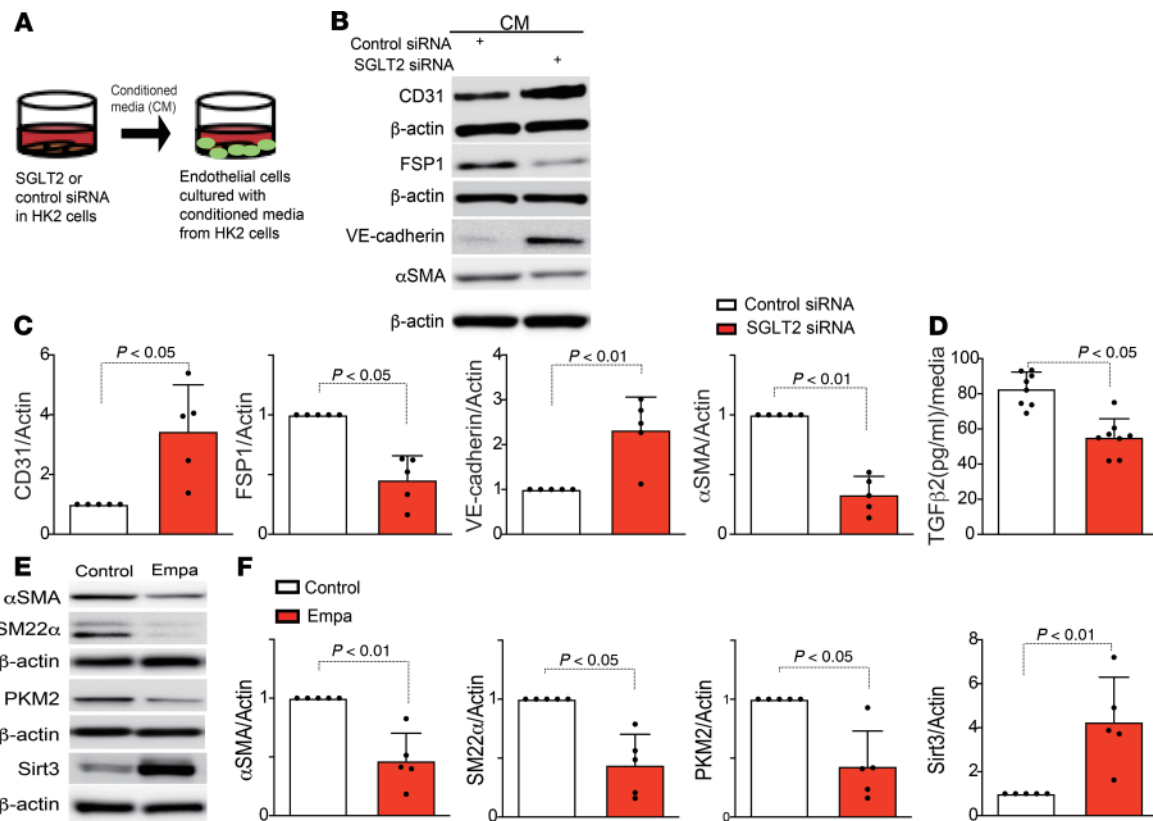 A
Conditioned
media (CM)
SGLT2 or
control siRNA
in HK2 cells
Endothelial cells
cultured with
conditioned media
from HK2 cells
B
CM
Control siRNA +
SGLT2 siRNA +
CD31
β-actin
FSP1
β-actin
VE-cadherin
αSMA
β-actin
Control siRNA
SGLT2 siRNA
C
CD31/Actin
6
4
2
0
P < 0.05
FSP1/Actin
1
0
P < 0.05
VE-cadherin/Actin
4
3
2
1
0
P < 0.01
αSMA/Actin
1
0
P < 0.01
D
TGFβ2(pg/ml)/media
100
80
60
40
20
0
P < 0.05
E
Control Empa
αSMA
SM22α
β-actin
PKM2
β-actin
Sirt3
β-actin
F
Control
Empa
αSMA/Actin
1
0
P < 0.01
SM22α/Actin
1
0
P < 0.05
PKM2/Actin
1
0
P < 0.05
Sirt3/Actin
8
6
4
2
0
P < 0.01